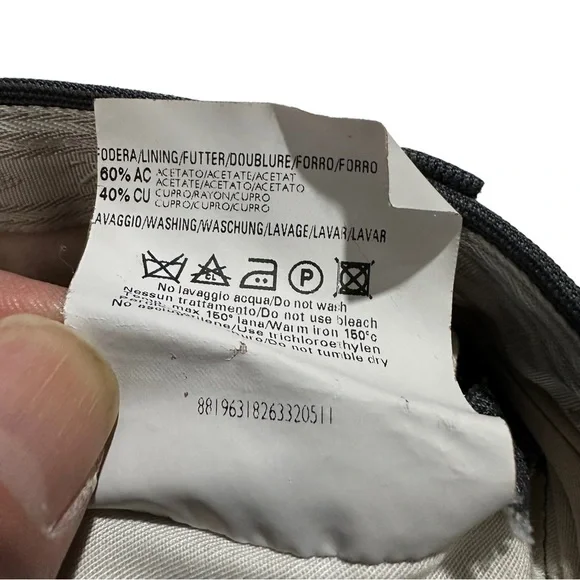 FODERA/LINING/FUTTER/DOUBLURE/FORRO/FORRO
60% AC ACETATO/ACETATE/ACETAT
ACETATE/ACETATO/ACETATO
40% CU CUPRO/RAYON/CUPRO
CUPRO/CUPRO/CUPRO
LAVAGGIO/WASHING/WASCHUNG/LAVAGE/LAVAR/LAVAR
CL P
No lavaggio acqua/Do not wash
Nessun trattamento/Do not use bleach
max 150° lana/Warm iron 150°c
trichloroethylen
Do not tumble dry
88196318263320511